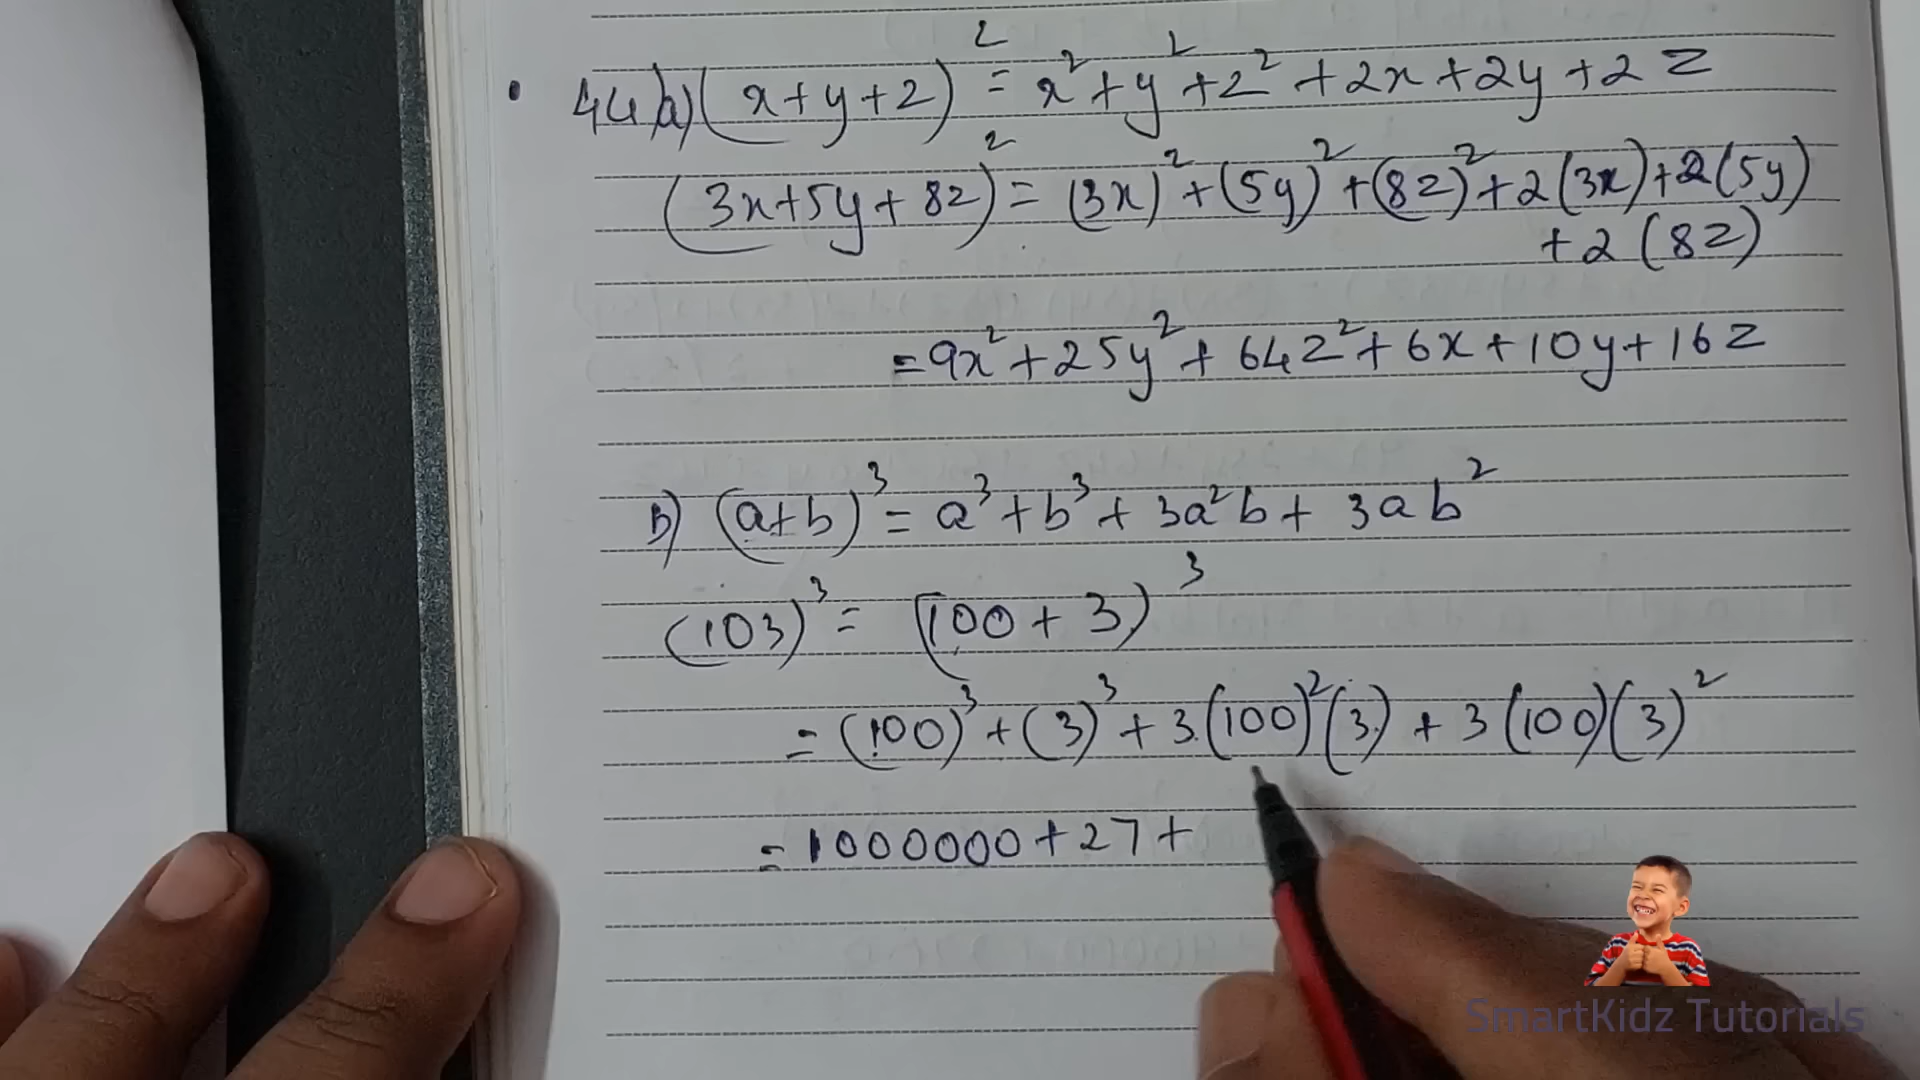 44)a) (x+y+z)² = x²+y²+z²+2x+2y+2z
(3x+5y+8z)² = (3x)²+(5y)²+(8z)²+2(3x)+2(5y)
+2(8z)
=9x²+25y²+64z²+6x+10y+16z
b) (a+b)³ = a³+b³+3a²b+3ab²
(103)³ = (100+3)³
= (100)³+(3)³+3(100)²(3)+3(100)(3)²
= 1000000+27+
SmartKidz Tutorials